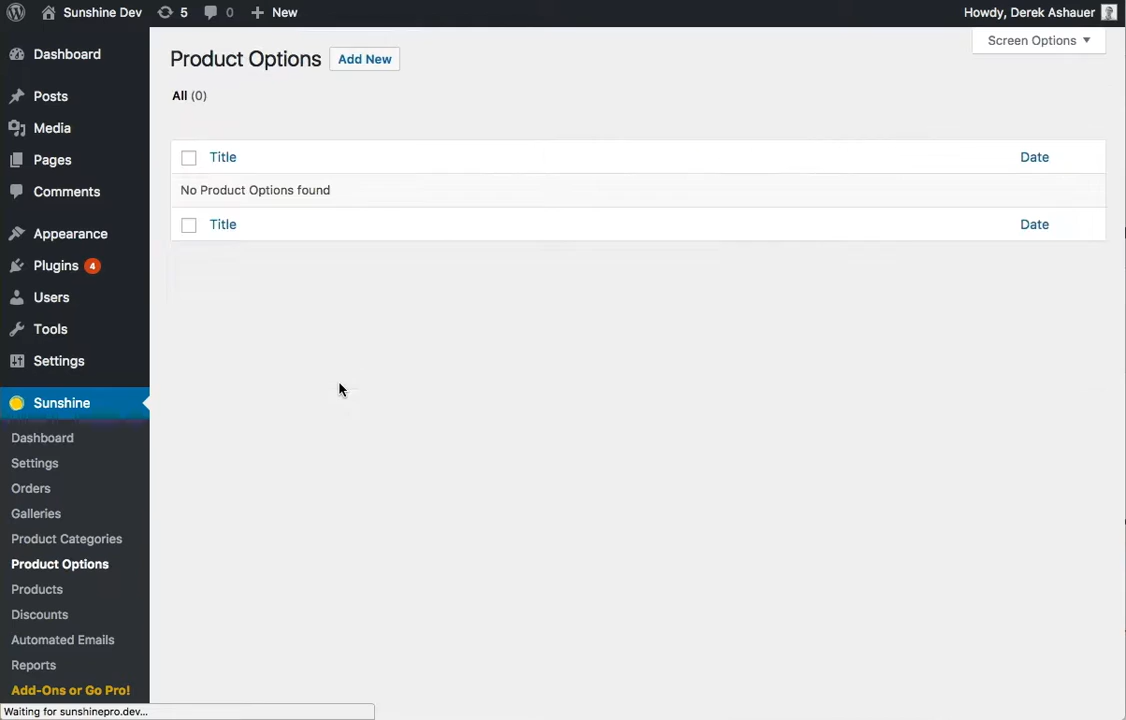 Sunshine Dev 5 0 New Howdy, Derek Ashauer
Screen Options
Product Options Add New
All (0)
Title Date
No Product Options found
Title Date
Dashboard
Posts
Media
Pages
Comments
Appearance
Plugins 4
Users
Tools
Settings
Sunshine
Dashboard
Settings
Orders
Galleries
Product Categories
Product Options
Products
Discounts
Automated Emails
Reports
Add-Ons or Go Pro!
Waiting for sunshinepro.dev...